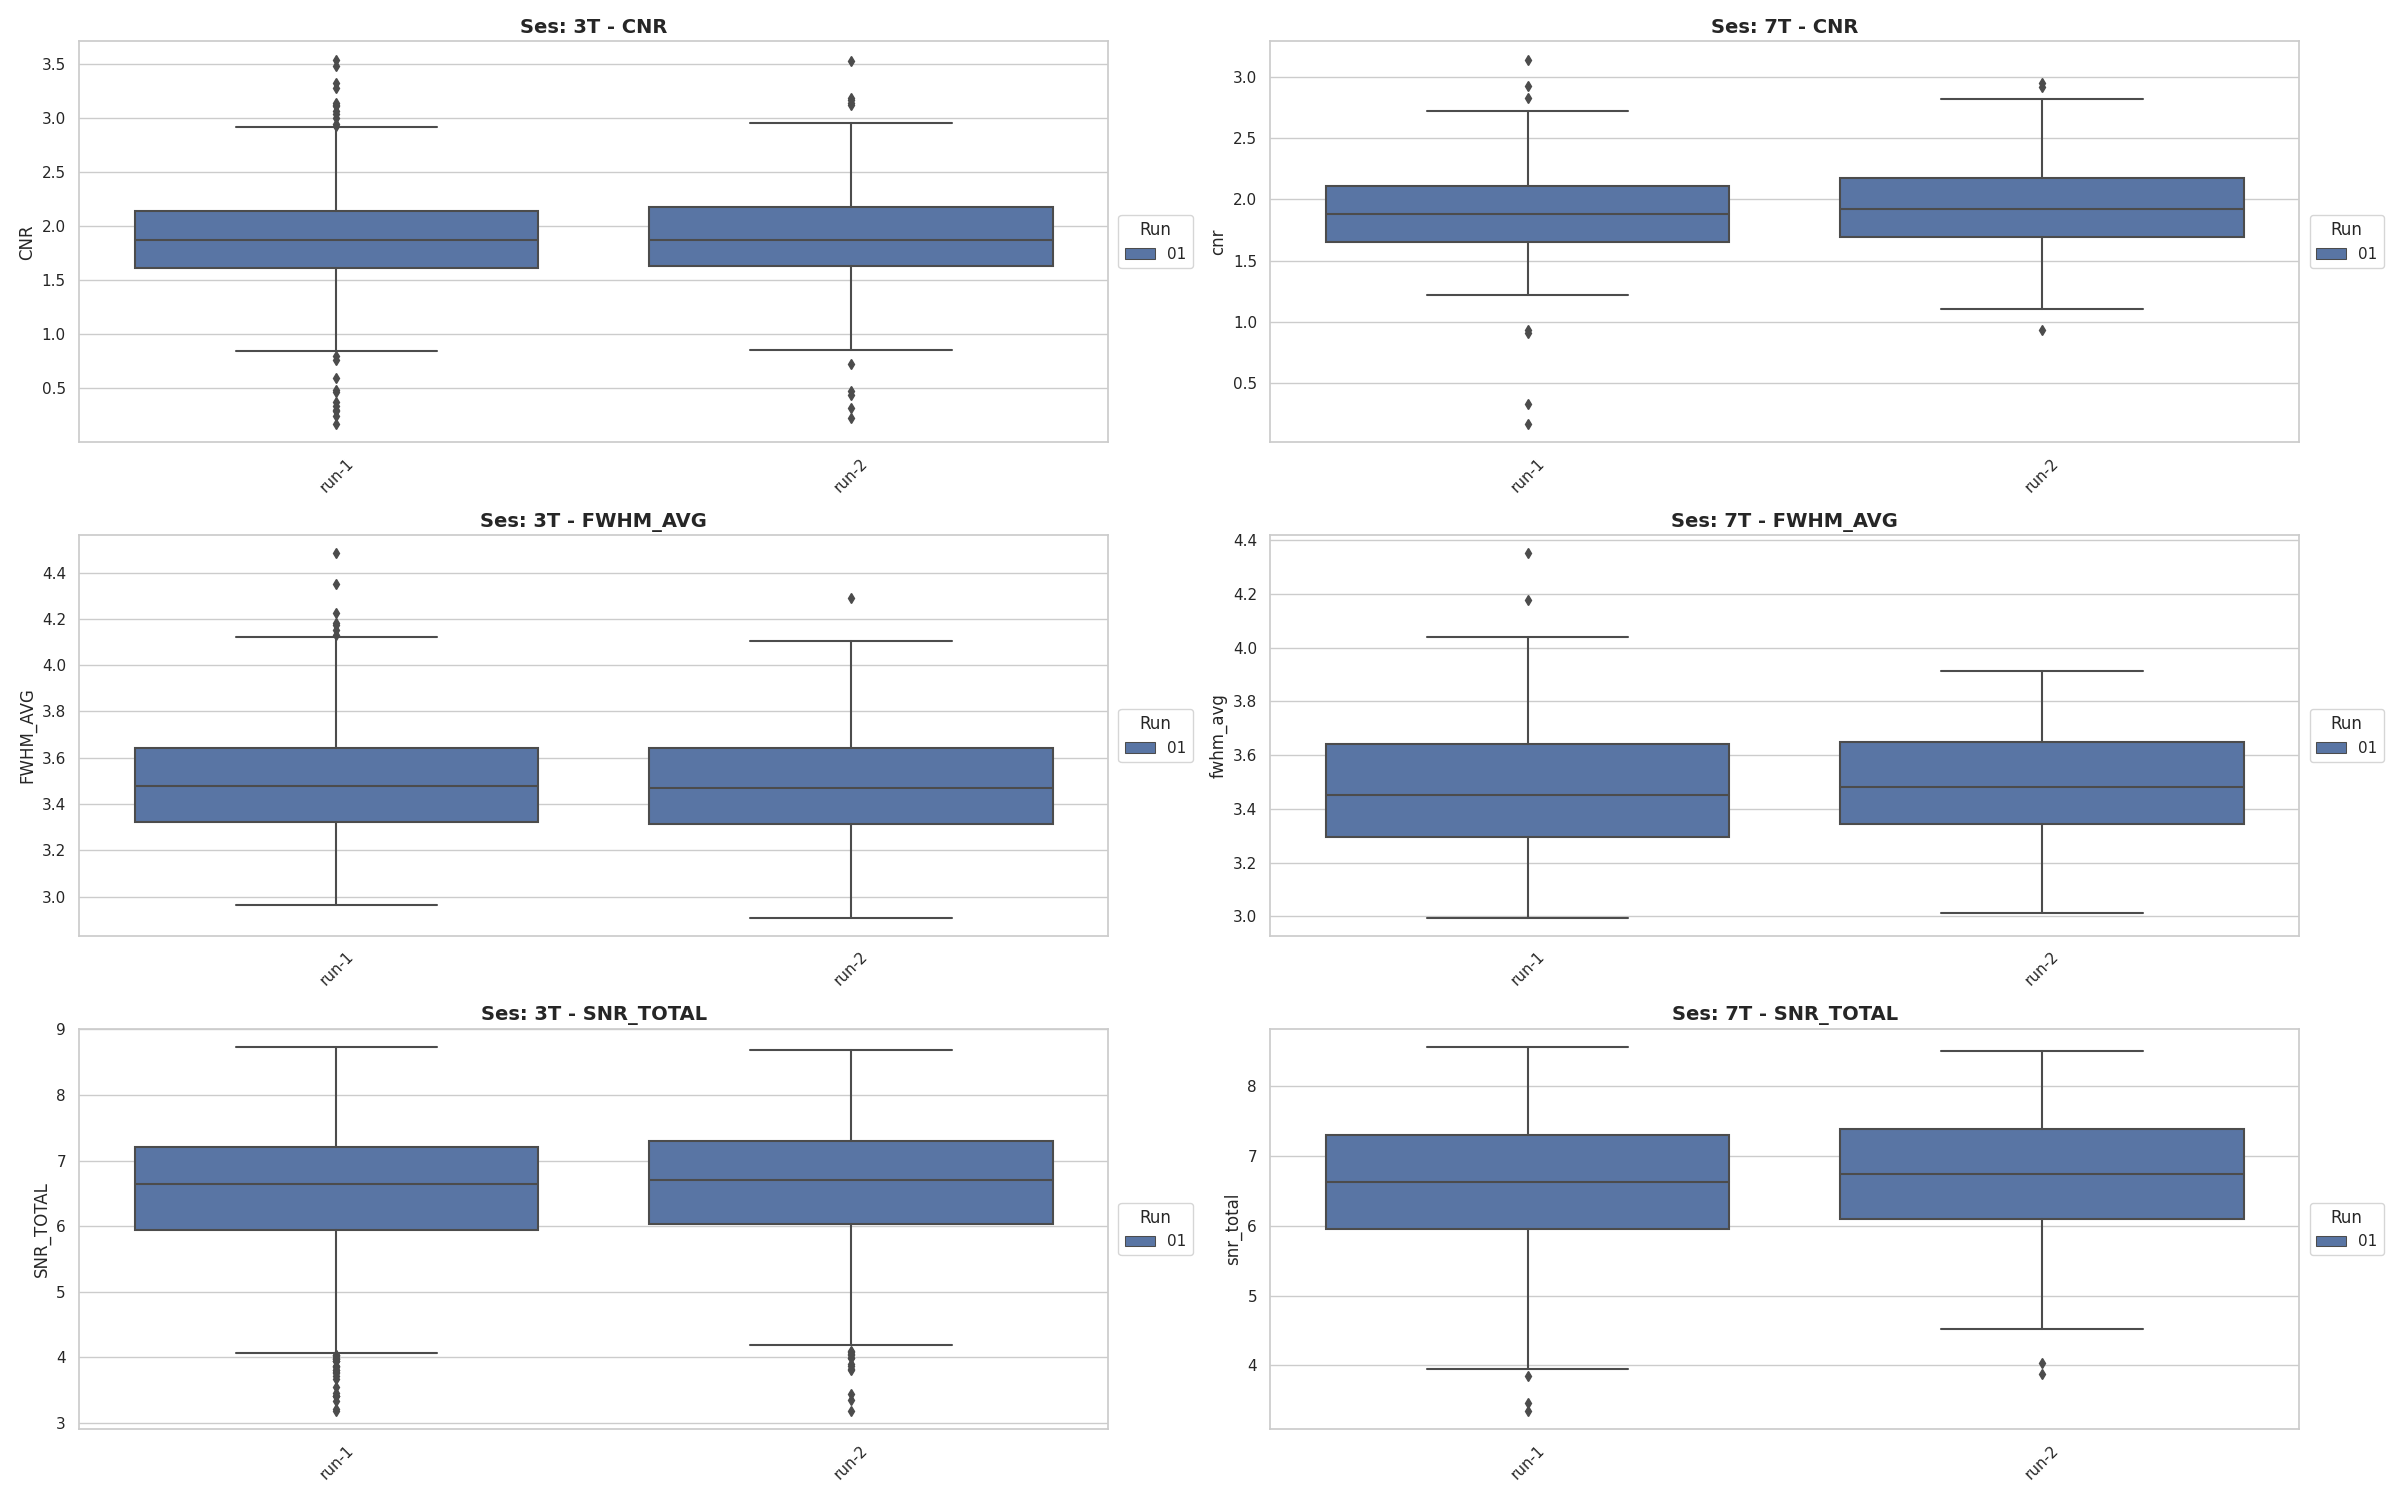 Ses: 3T - CNR
CNR
3.5
3.0
2.5
2.0
1.5
1.0
0.5
run-1
run-2
Run
01
Ses: 7T - CNR
cnr
3.0
2.5
2.0
1.5
1.0
0.5
run-1
run-2
Run
01
Ses: 3T - FWHM_AVG
FWHM_AVG
4.4
4.2
4.0
3.8
3.6
3.4
3.2
3.0
run-1
run-2
Run
01
Ses: 7T - FWHM_AVG
fwhm_avg
4.4
4.2
4.0
3.8
3.6
3.4
3.2
3.0
run-1
run-2
Run
01
Ses: 3T - SNR_TOTAL
SNR_TOTAL
9
8
7
6
5
4
3
run-1
run-2
Run
01
Ses: 7T - SNR_TOTAL
snr_total
8
7
6
5
4
run-1
run-2
Run
01